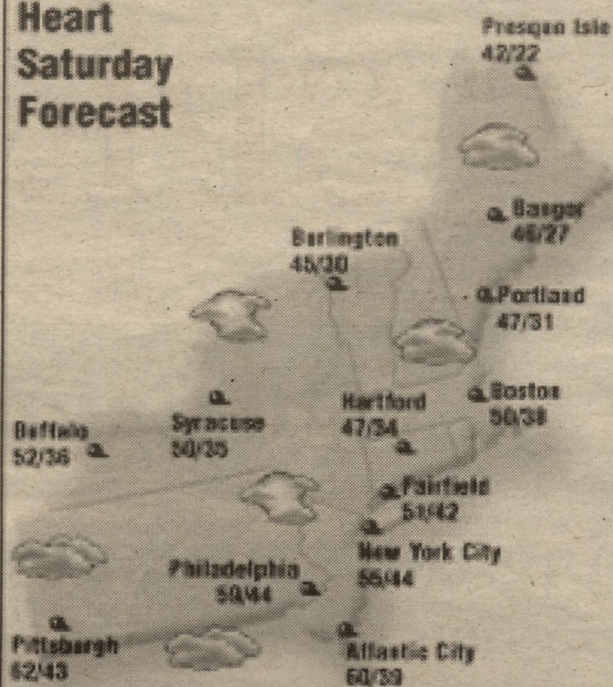 Heart
Saturday
Forecast
Presque Isle
42/22
Bangor
46/27
Burlington
45/30
Portland
47/31
Boston
50/38
Hartford
47/34
Syracuse
50/35
Buffalo
52/36
Fairfield
51/42
New York City
55/44
Philadelphia
59/44
Pittsburgh
62/43
Atlantic City
60/39